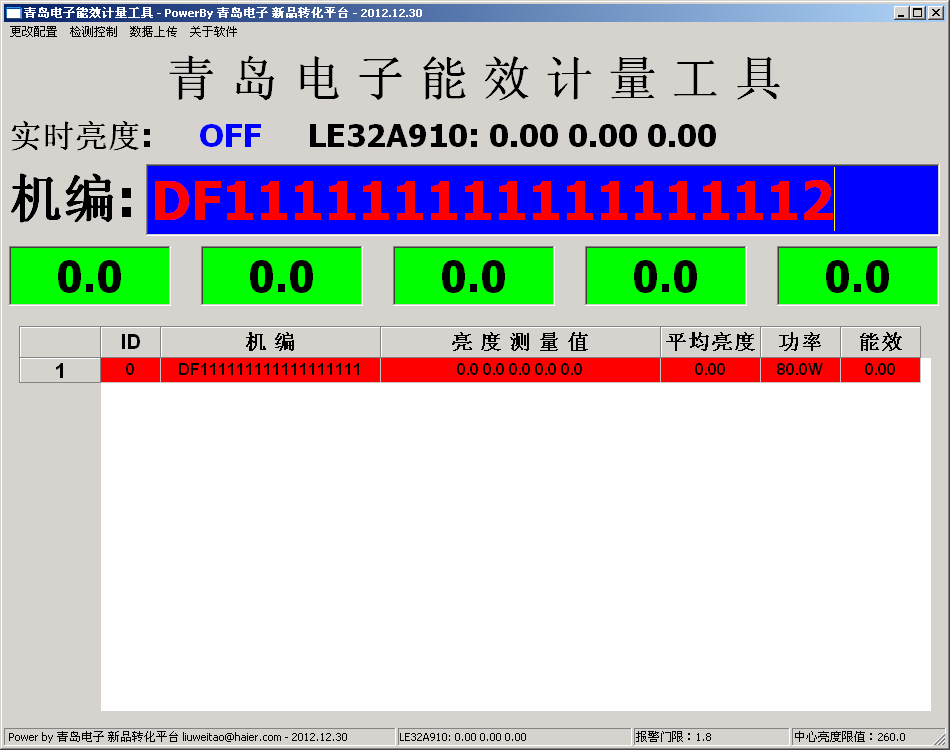 青岛电子能效计量工具 - PowerBy 青岛电子 新品转化平台 - 2012.12.30
更改配置 检测控制 数据上传 关于软件
青岛电子能效计量工具
实时亮度: OFF LE32A910: 0.00 0.00 0.00
机编: DF111111111111111112
0.0 0.0 0.0 0.0 0.0
ID 机 编 亮 度 测 量 值 平均亮度 功率 能效
1 0 DF111111111111111111 0.0 0.0 0.0 0.0 0.0 0.00 80.0W 0.00
Power by 青岛电子 新品转化平台 liuweitao@haier.com - 2012.12.30 LE32A910: 0.00 0.00 0.00 报警门限：1.8 中心亮度限值：260.0